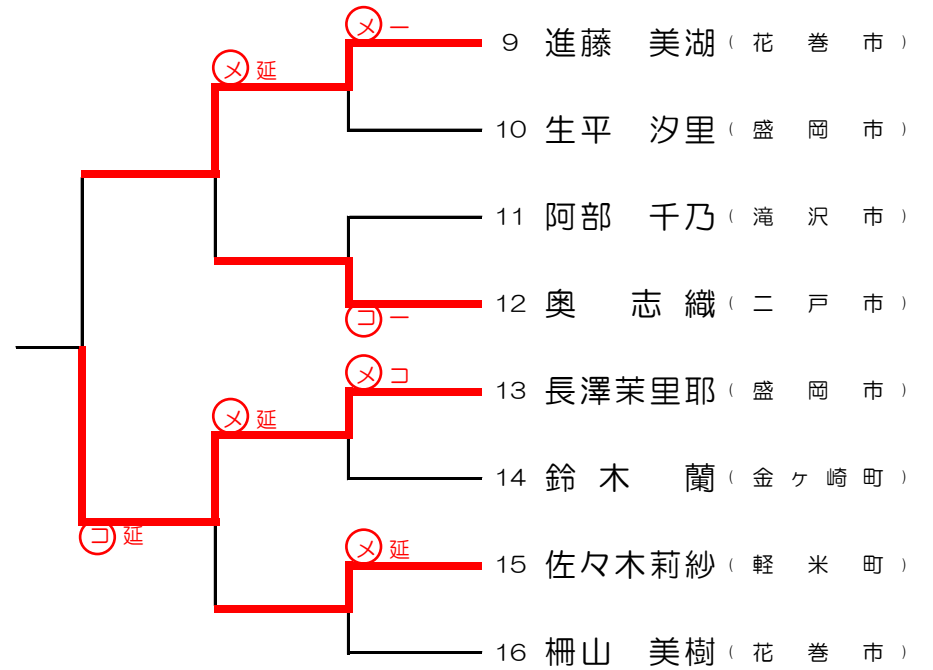 ㋱一
9 進藤 美湖（花巻市）
㋱延
10 生平 汐里（盛岡市）
11 阿部 千乃（滝沢市）
12 奥 志織（二戸市）
㋙一
㋱コ
13 長澤茉里耶（盛岡市）
㋱延
14 鈴木 蘭（金ヶ崎町）
㋙延
㋱延
15 佐々木莉紗（軽米町）
16 柵山 美樹（花巻市）